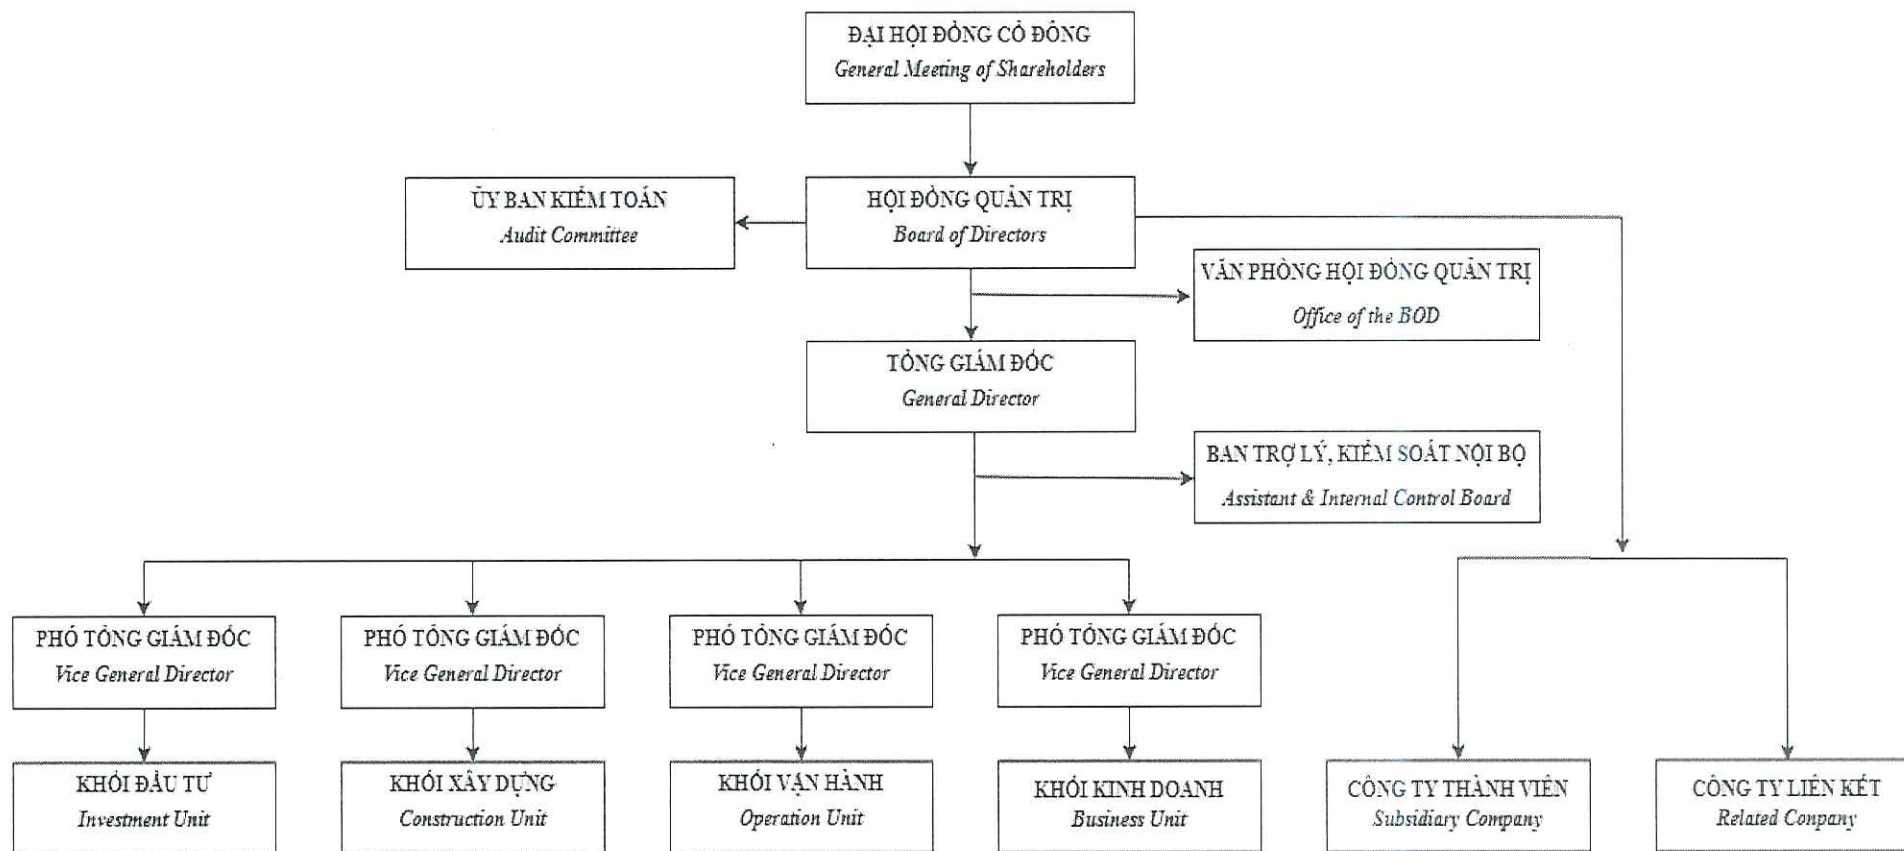 ĐẠI HỘI ĐỒNG CỔ ĐÔNG
General Meeting of Shareholders
ỦY BAN KIỂM TOÁN
Audit Committee
HỘI ĐỒNG QUẢN TRỊ
Board of Directors
VĂN PHÒNG HỘI ĐỒNG QUẢN TRỊ
Office of the BOD
TỔNG GIÁM ĐỐC
General Director
BAN TRỢ LÝ, KIỂM SOÁT NỘI BỘ
Assistant & Internal Control Board
PHÓ TỔNG GIÁM ĐỐC
Vice General Director
PHÓ TỔNG GIÁM ĐỐC
Vice General Director
PHÓ TỔNG GIÁM ĐỐC
Vice General Director
PHÓ TỔNG GIÁM ĐỐC
Vice General Director
KHỐI ĐẦU TƯ
Investment Unit
KHỐI XÂY DỰNG
Construction Unit
KHỐI VẬN HÀNH
Operation Unit
KHỐI KINH DOANH
Business Unit
CÔNG TY THÀNH VIÊN
Subsidiary Company
CÔNG TY LIÊN KẾT
Related Conpany